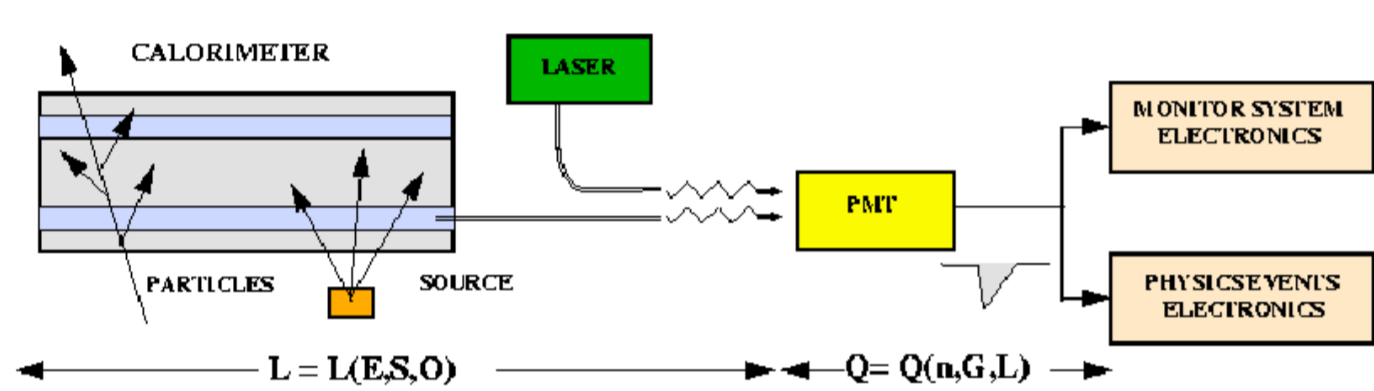 CALORIMETER
LASER
MONITOR SYSTEM
ELECTRONICS
PMT
PARTICLES
SOURCE
PHYSICSEVENTS
ELECTRONICS
L = L(E,S,O)
Q= Q(n,G,L)